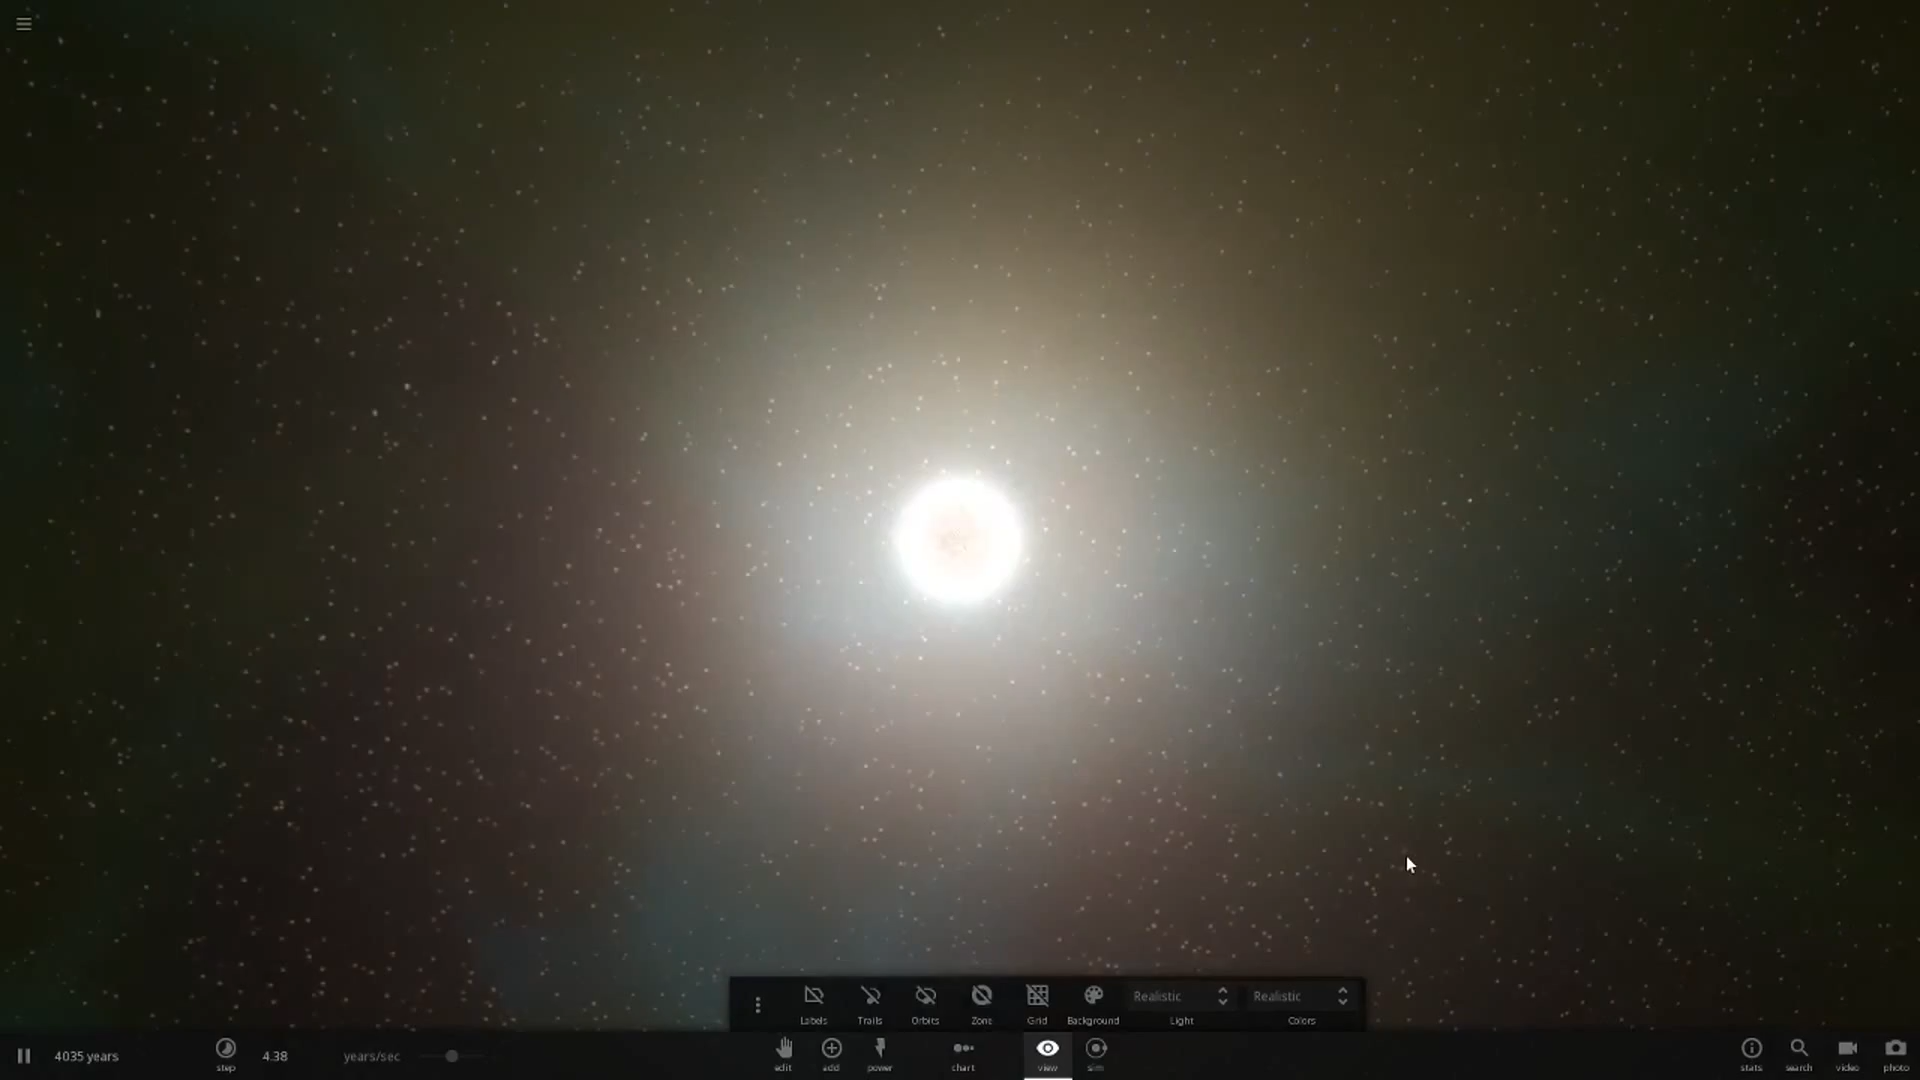 Realistic Realistic
Labels Trails Orbits Zone Grid Background Light Colors
4035 years step 4.38 years/sec edit add power chart view sim stats search video photo